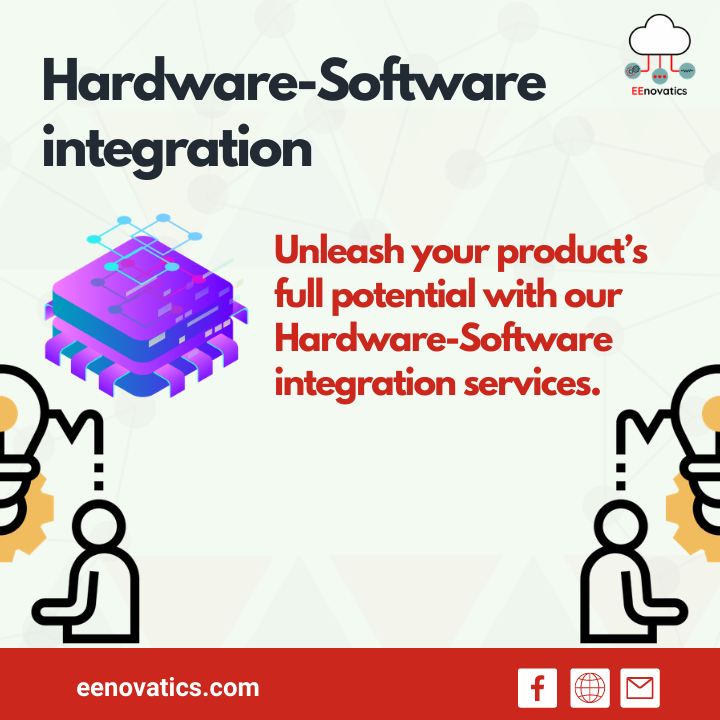 EEnovatics
Hardware-Software
integration
Unleash your product’s
full potential with our
Hardware-Software
integration services.
eenovatics.com